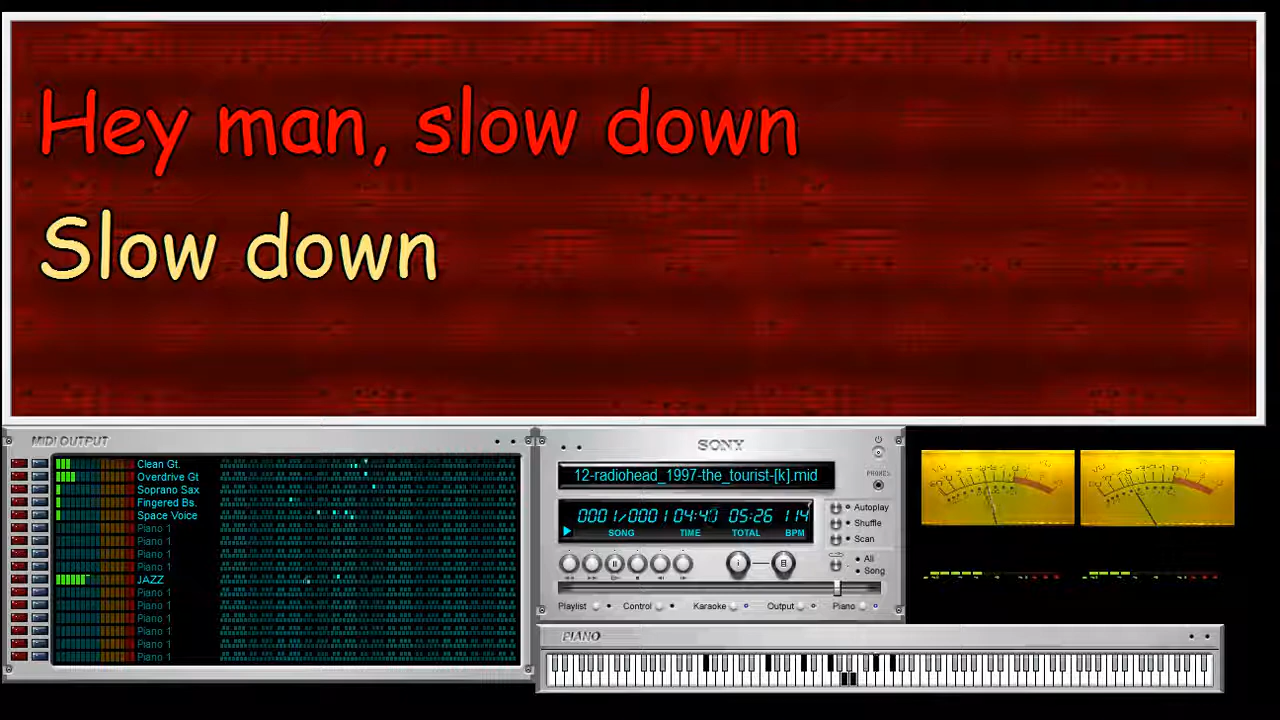 Hey man, slow down
Slow down
MIDI OUTPUT
Clean Gt.
Overdrive Gt
Soprano Sax
Fingered Bs.
Space Voice
Piano 1
Piano 1
Piano 1
Piano 1
JAZZ
Piano 1
Piano 1
Piano 1
Piano 1
Piano 1
Piano 1
SONY
12-radiohead_1997-the_tourist-[k].mid
PHONES
0001/0001 04:40 05:26 114
SONG TIME TOTAL BPM
Autoplay
Shuffle
Scan
All
Song
Playlist Control Karaoke Output Piano
PIANO
VU
VU